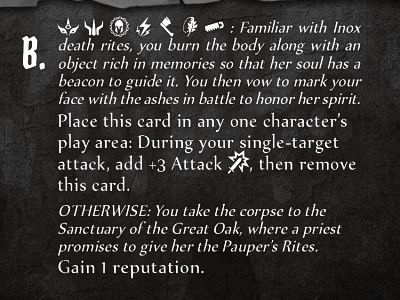 B. : Familiar with Inox
death rites, you burn the body along with an
object rich in memories so that her soul has a
beacon to guide it. You then vow to mark your
face with the ashes in battle to honor her spirit.
Place this card in any one character's
play area: During your single-target
attack, add +3 Attack , then remove
this card.
OTHERWISE: You take the corpse to the
Sanctuary of the Great Oak, where a priest
promises to give her the Pauper's Rites.
Gain 1 reputation.